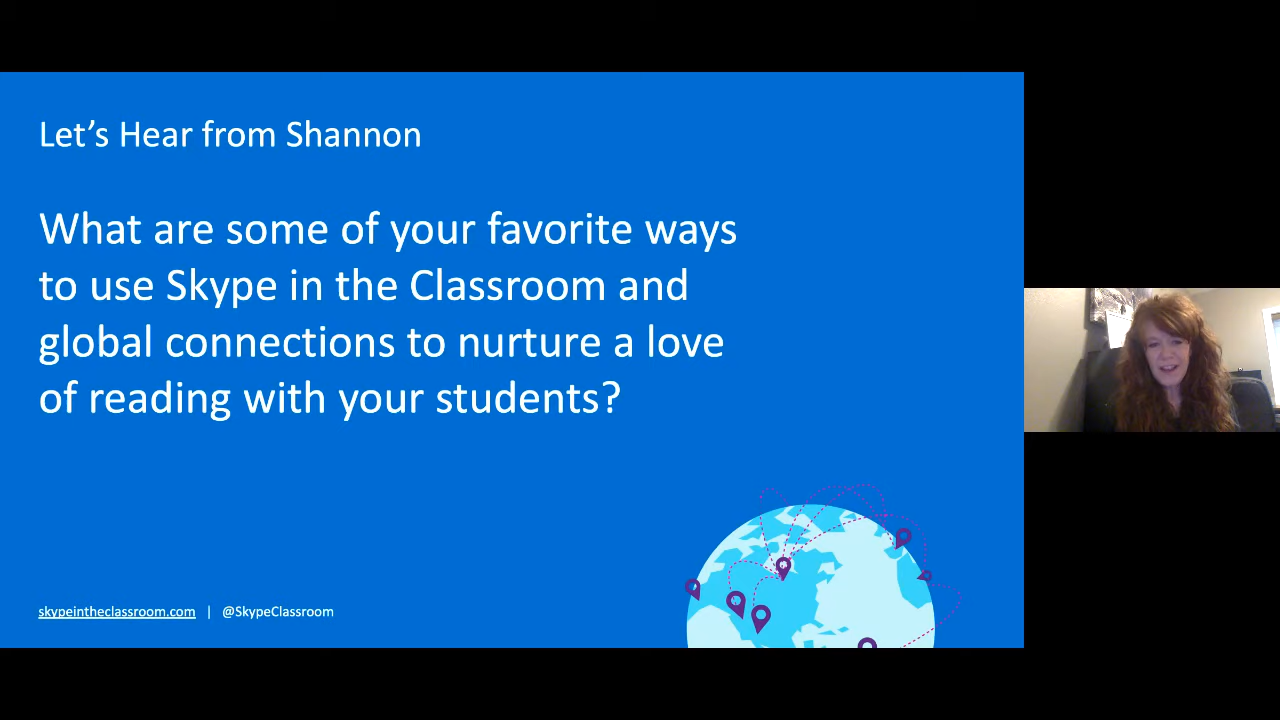 Let’s Hear from Shannon
What are some of your favorite ways
to use Skype in the Classroom and
global connections to nurture a love
of reading with your students?
skypeintheclassroom.com | @SkypeClassroom